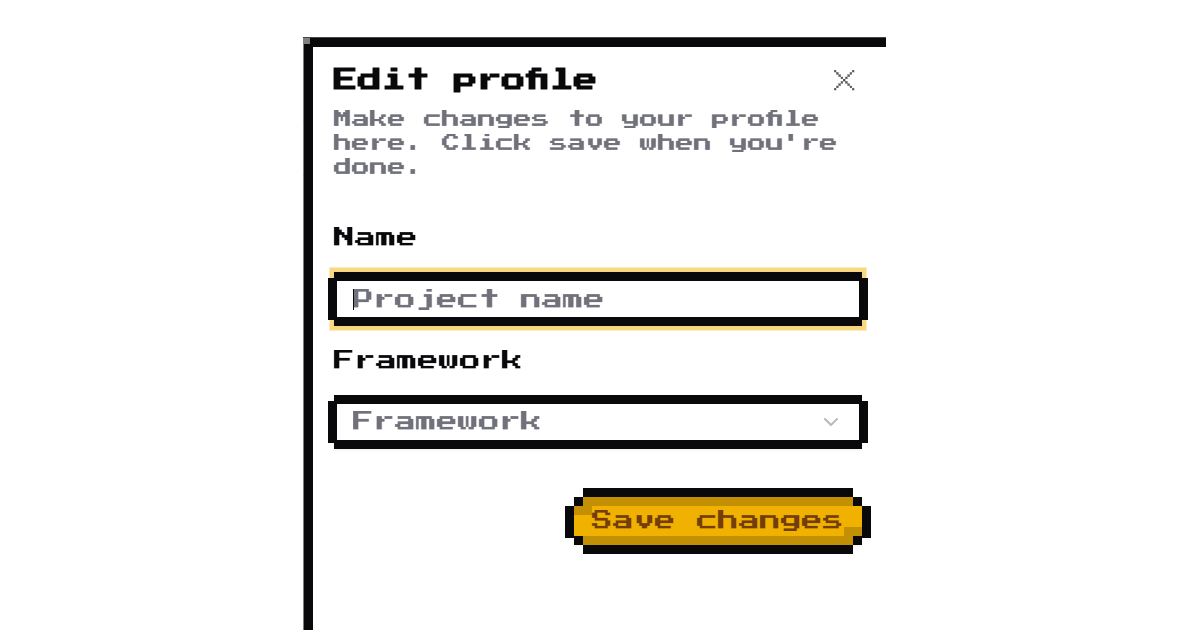 Edit profile
Make changes to your profile
here. Click save when you're
done.
Name
Project name
Framework
Framework
Save changes